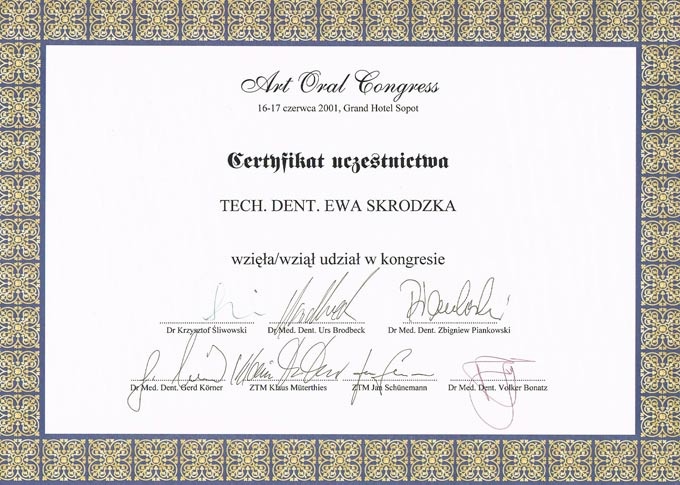 Art Oral Congress
16-17 czerwca 2001, Grand Hotel Sopot
Certyfikat uczestnictwa
TECH. DENT. EWA SKRODZKA
wzięła/wziął udział w kongresie
Dr Krzysztof Śliwowski Dr Med. Dent. Urs Brodbeck Dr Med. Dent. Zbigniew Piankowski
Dr Med. Dent. Gerd Körner ZTM Klaus Müterthies ZTM Jan Schünemann Dr Med. Dent. Volker Bonatz